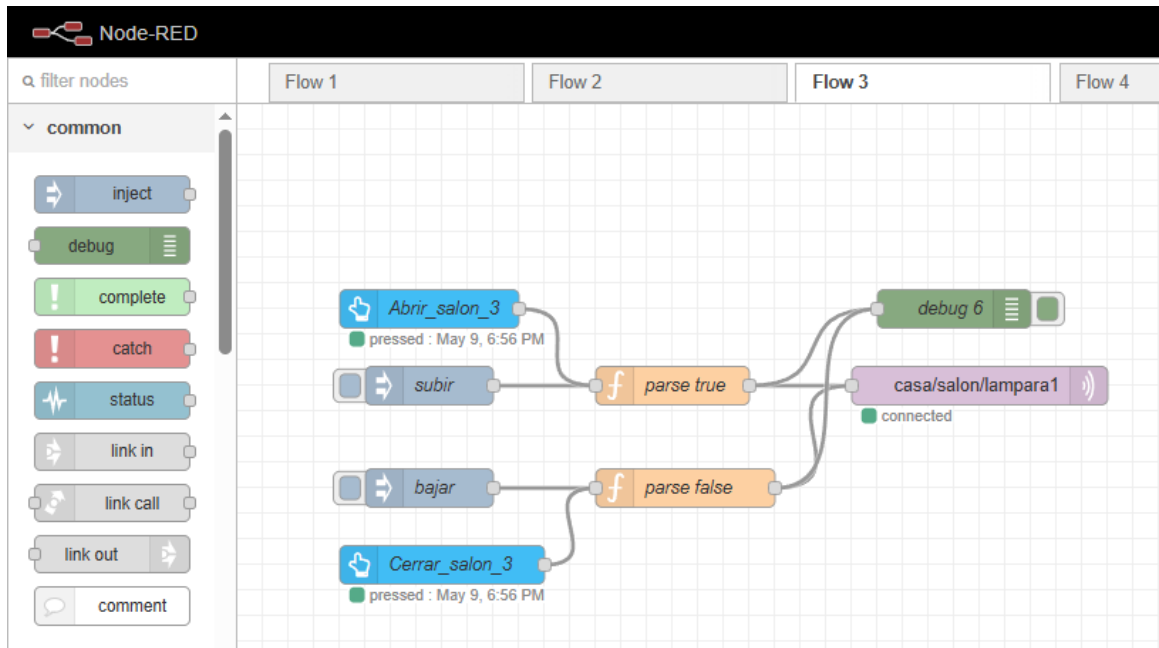 Node-RED
filter nodes
Flow 1
Flow 2
Flow 3
Flow 4
common
inject
debug
complete
catch
status
link in
link call
link out
comment
Abrir_salon_3
pressed : May 9, 6:56 PM
subir
parse true
debug 6
casa/salon/lampara1
connected
bajar
parse false
Cerrar_salon_3
pressed : May 9, 6:56 PM